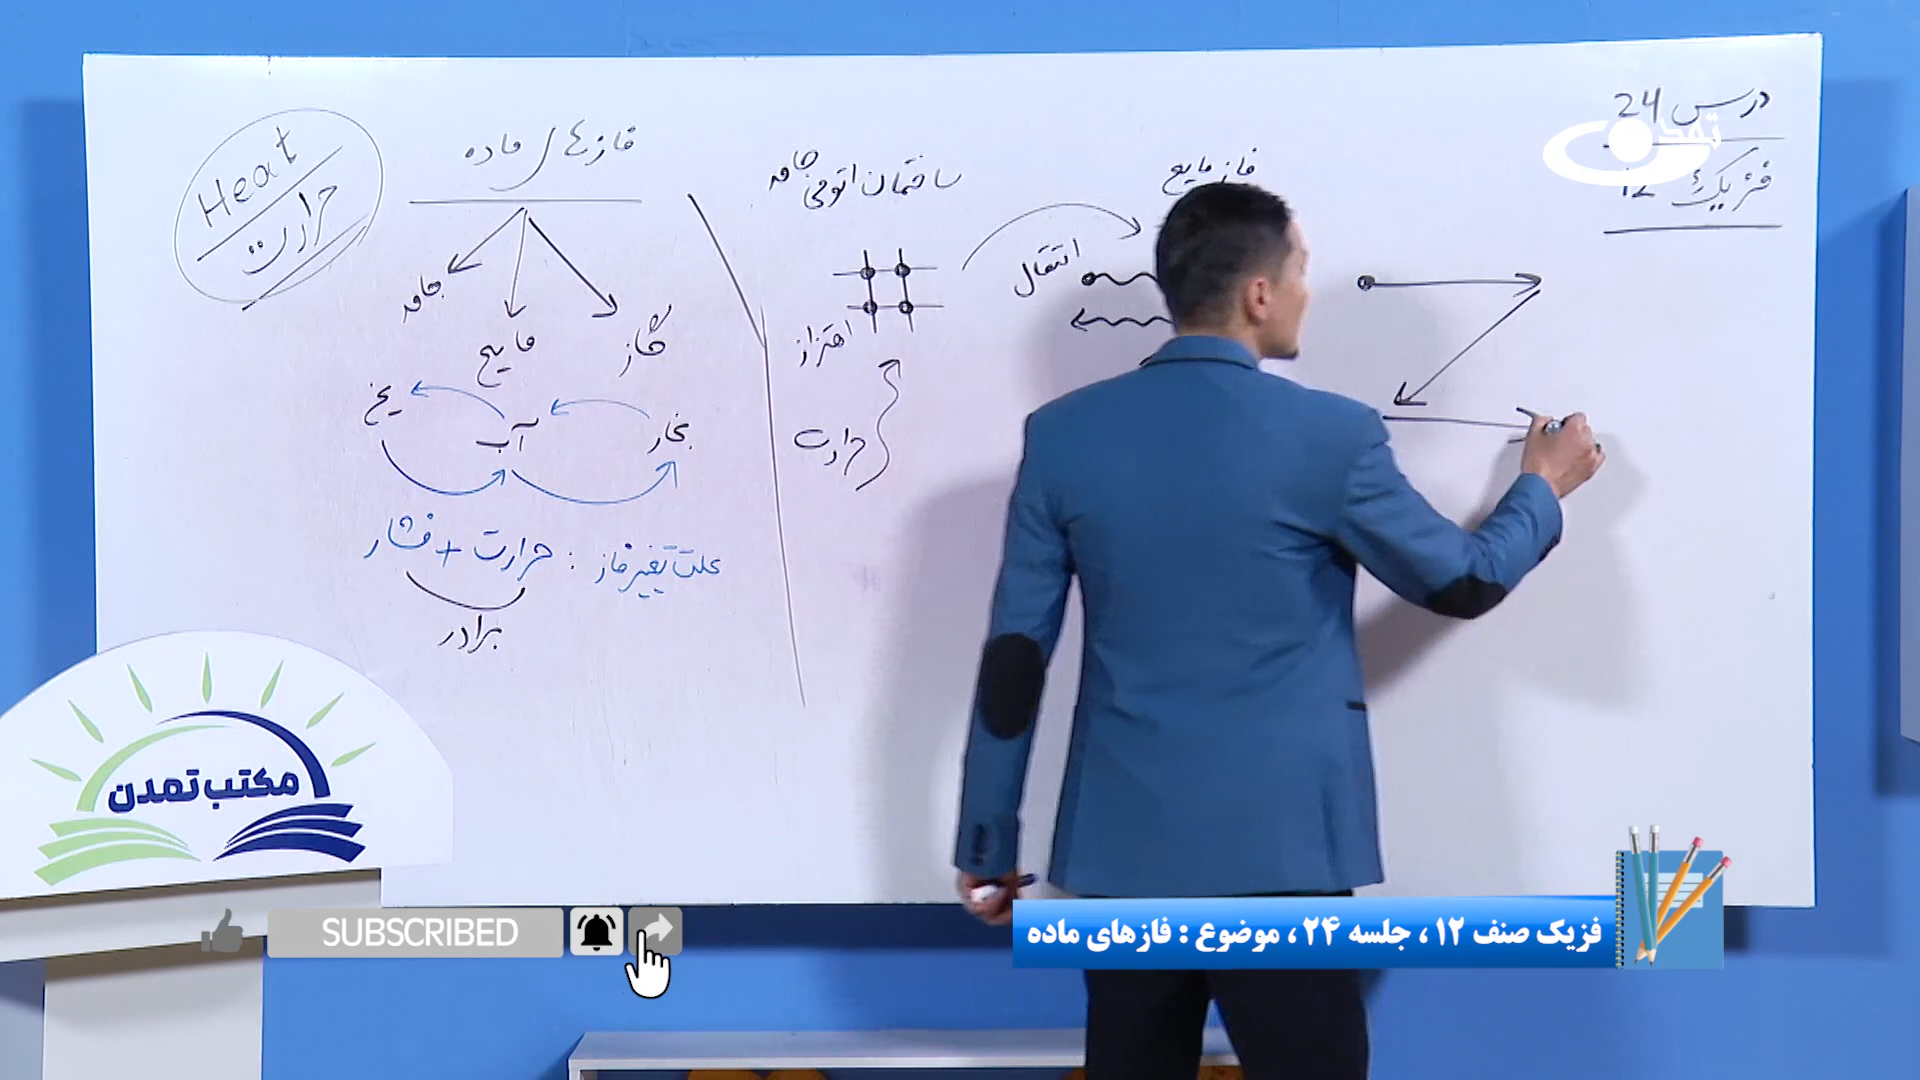 درس 24
تمدن
فزیک 12
فازهای ماده
Heat
حرارت
جامد
مایع
گاز
یخ
آب
بخار
علت تغیر فاز : حرارت + فشار
برادر
ساختمان اتومی جامد
اهتزاز
حرارت
فاز مایع
انتقال
مکتب تمدن
SUBSCRIBED
فزیک صنف ۱۲ ، جلسه ۲۴ ، موضوع : فازهای ماده